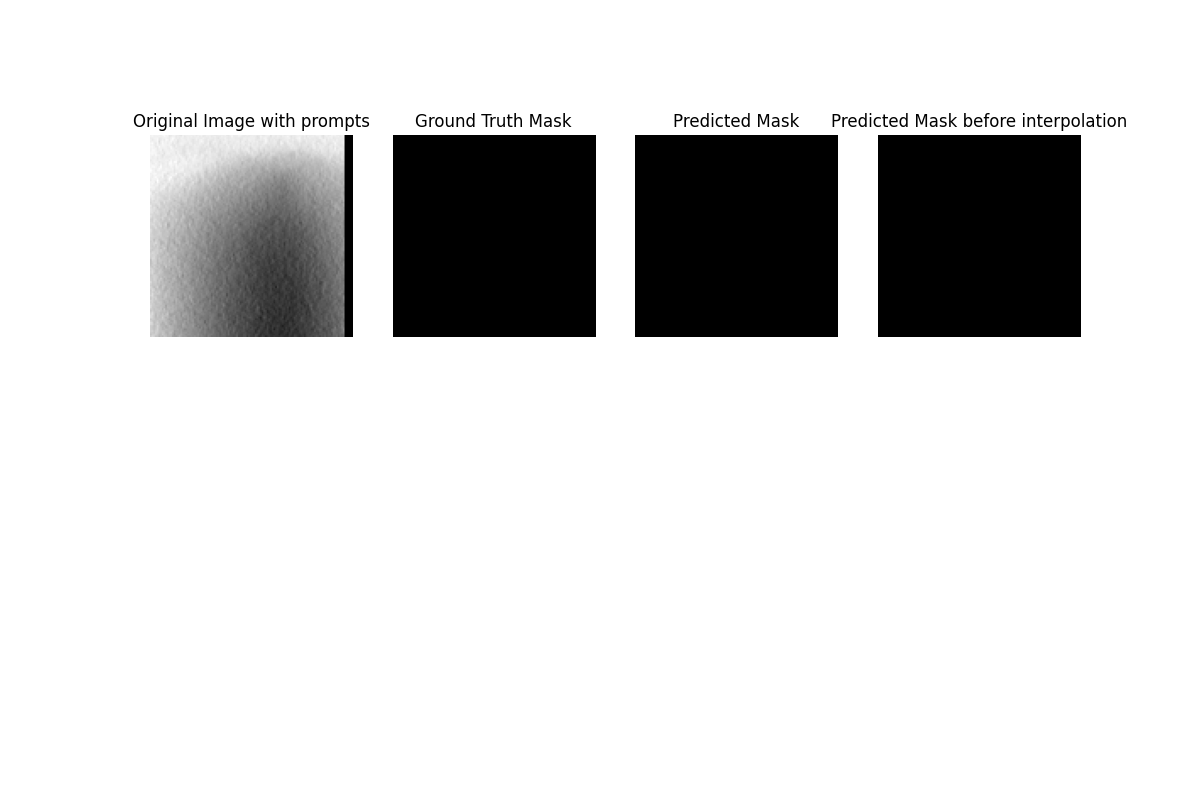 Original Image with prompts
Ground Truth Mask
Predicted Mask
Predicted Mask before interpolation